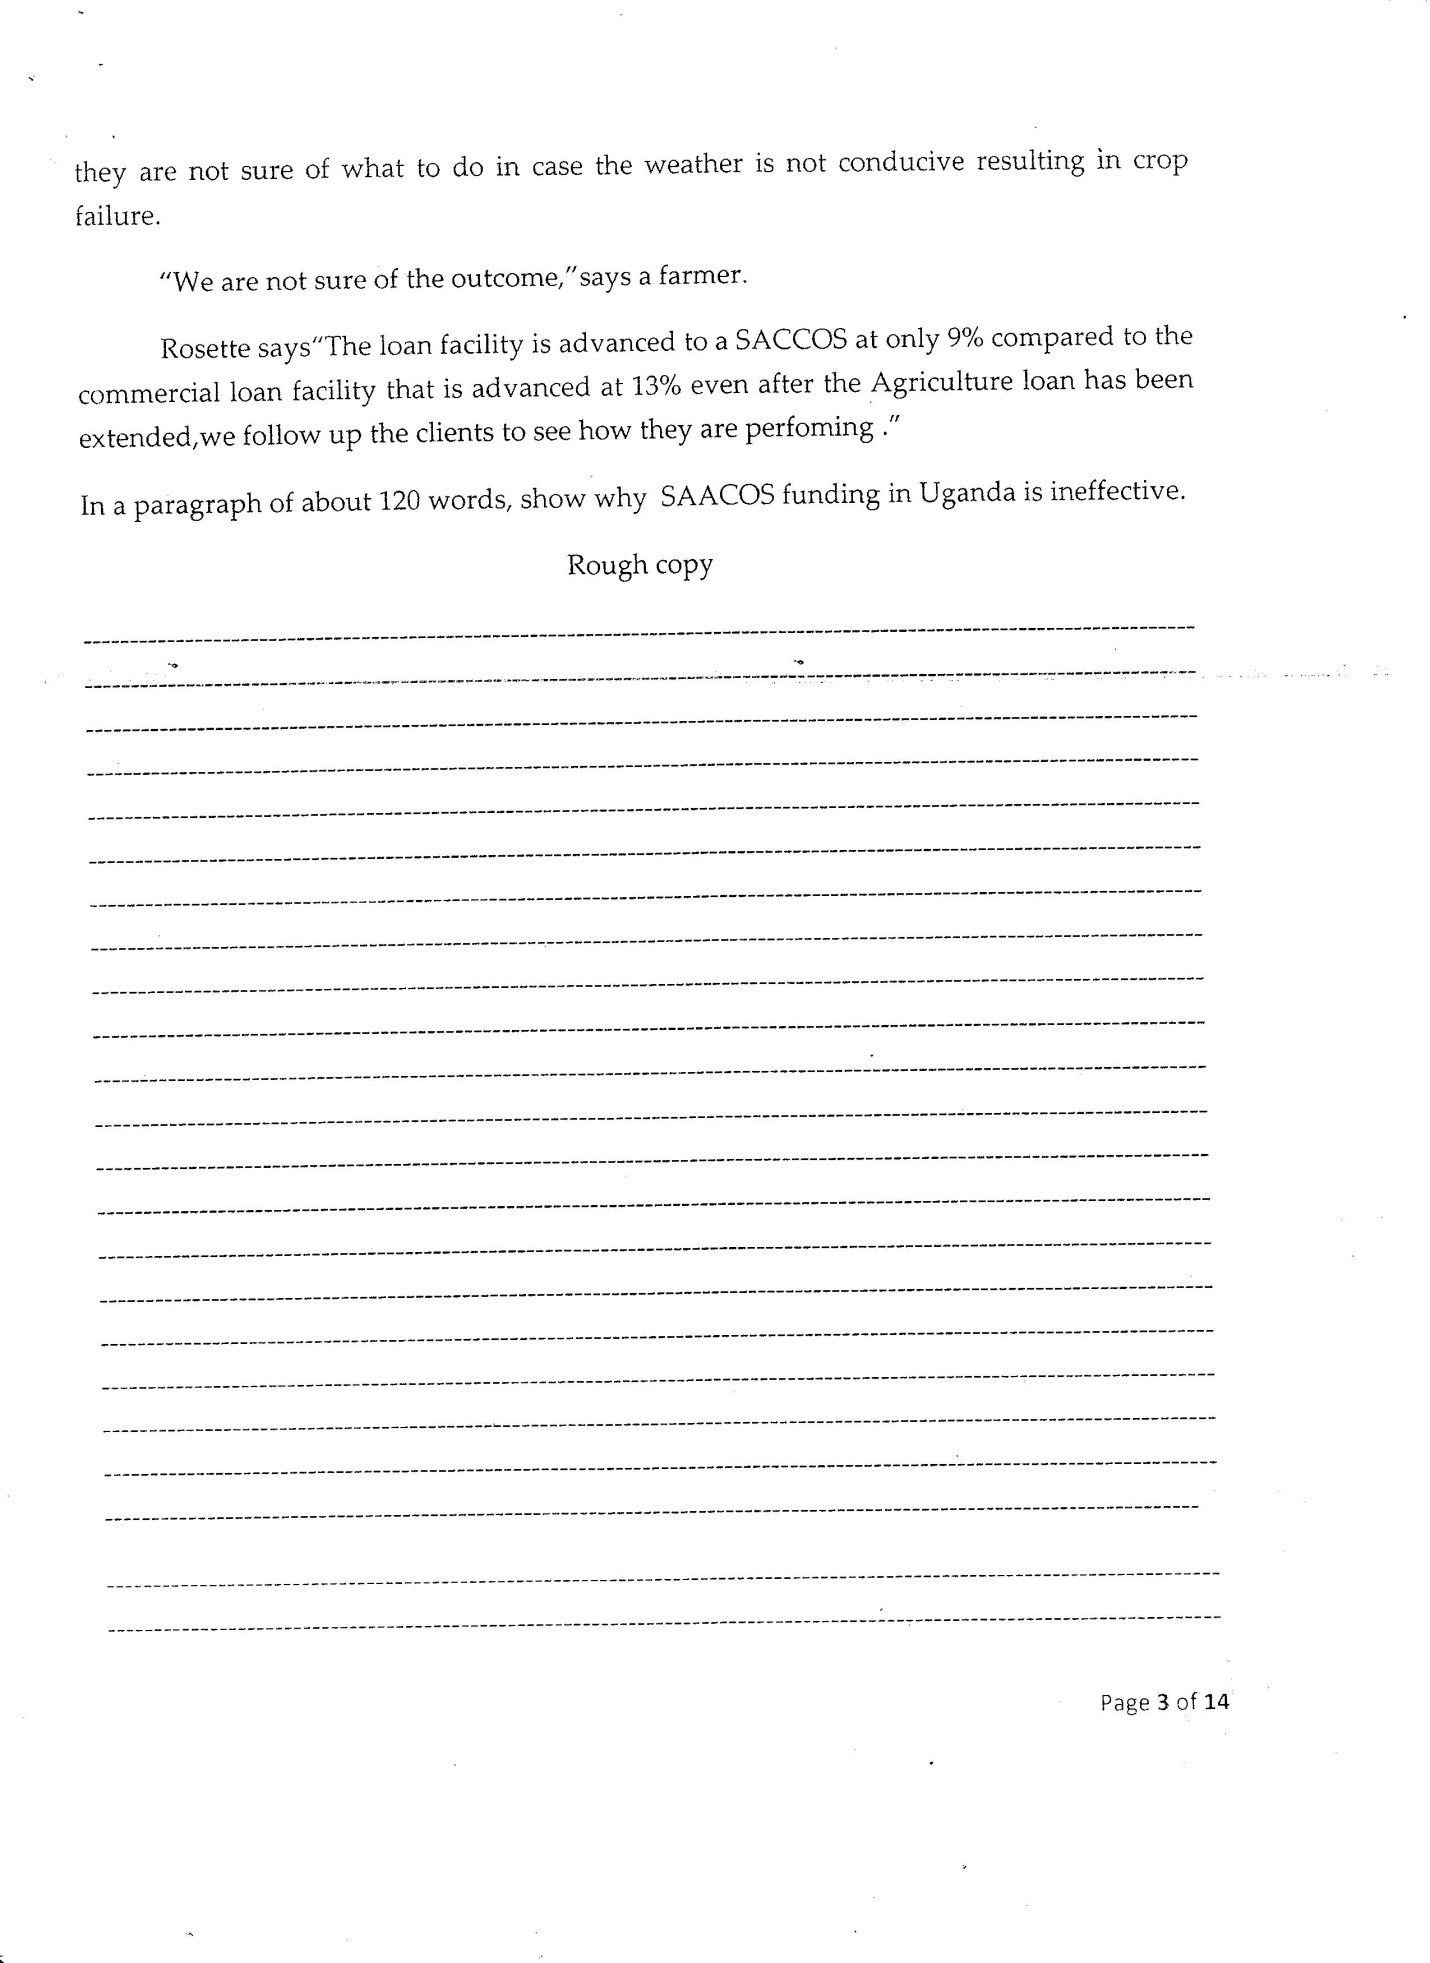 they are not sure of what to do in case the weather is not conducive resulting in crop
failure.
"We are not sure of the outcome,"says a farmer.
Rosette says"The loan facility is advanced to a SACCOS at only 9% compared to the
commercial loan facility that is advanced at 13% even after the Agriculture loan has been
extended,we follow up the clients to see how they are perfoming ."
In a paragraph of about 120 words, show why SAACOS funding in Uganda is ineffective.
Rough copy
Page 3 of 14